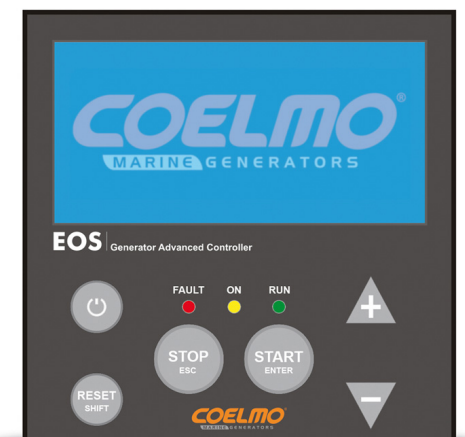 COELMO®
MARINE GENERATORS
EOS Generator Advanced Controller
FAULT ON RUN
STOP
ESC
START
ENTER
RESET
SHIFT
COELMO
MARINE GENERATORS